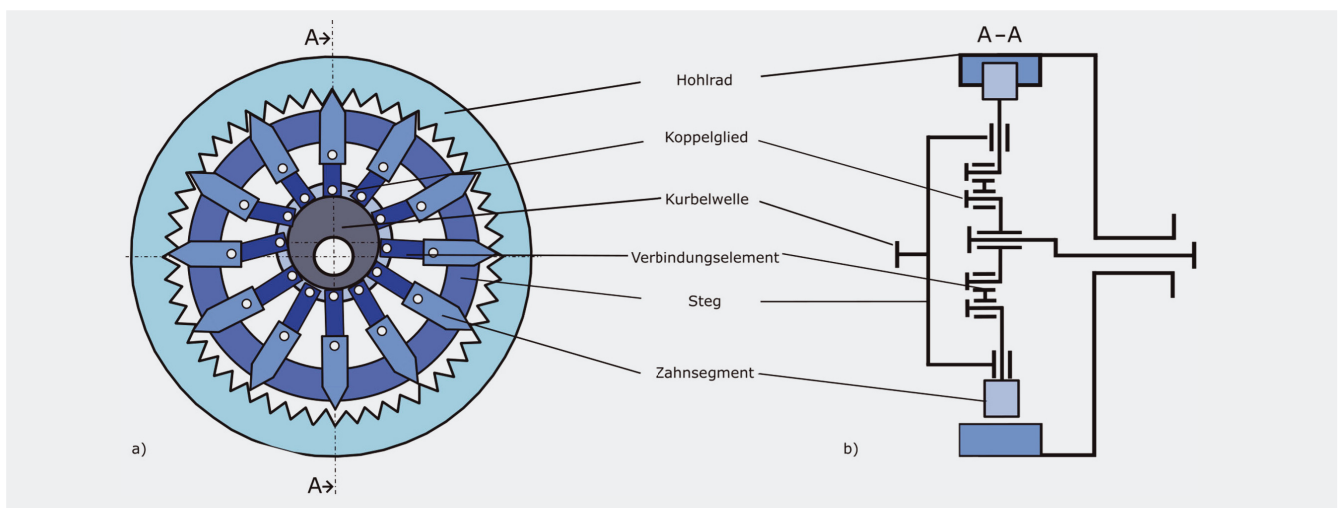 A→
A–A
Hohlrad
Koppelglied
Kurbelwelle
Verbindungselement
Steg
Zahnsegment
a)
b)
A→